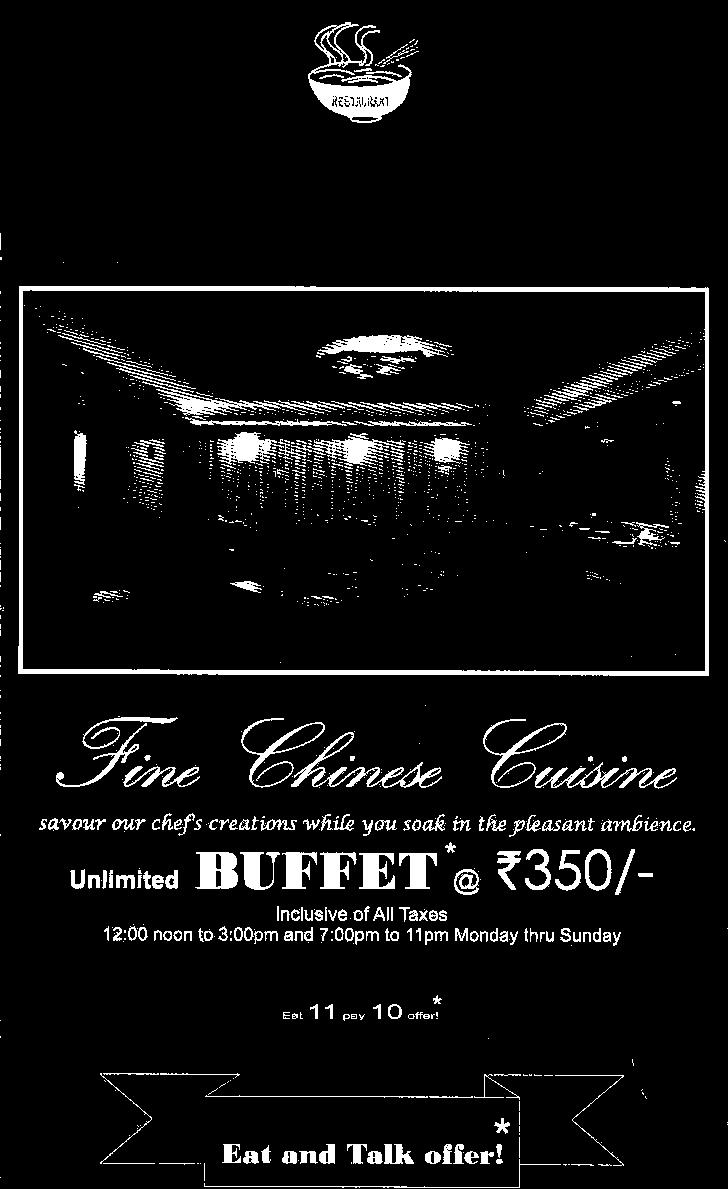 RESTAURANT
Fine Chinese Cuisine
savour our chef's creations while you soak in the pleasant ambience.
Unlimited BUFFET* @ ₹350/-
Inclusive of All Taxes
12:00 noon to 3:00pm and 7:00pm to 11pm Monday thru Sunday
Eat 11 pay 10 offer!*
Eat and Talk offer!*